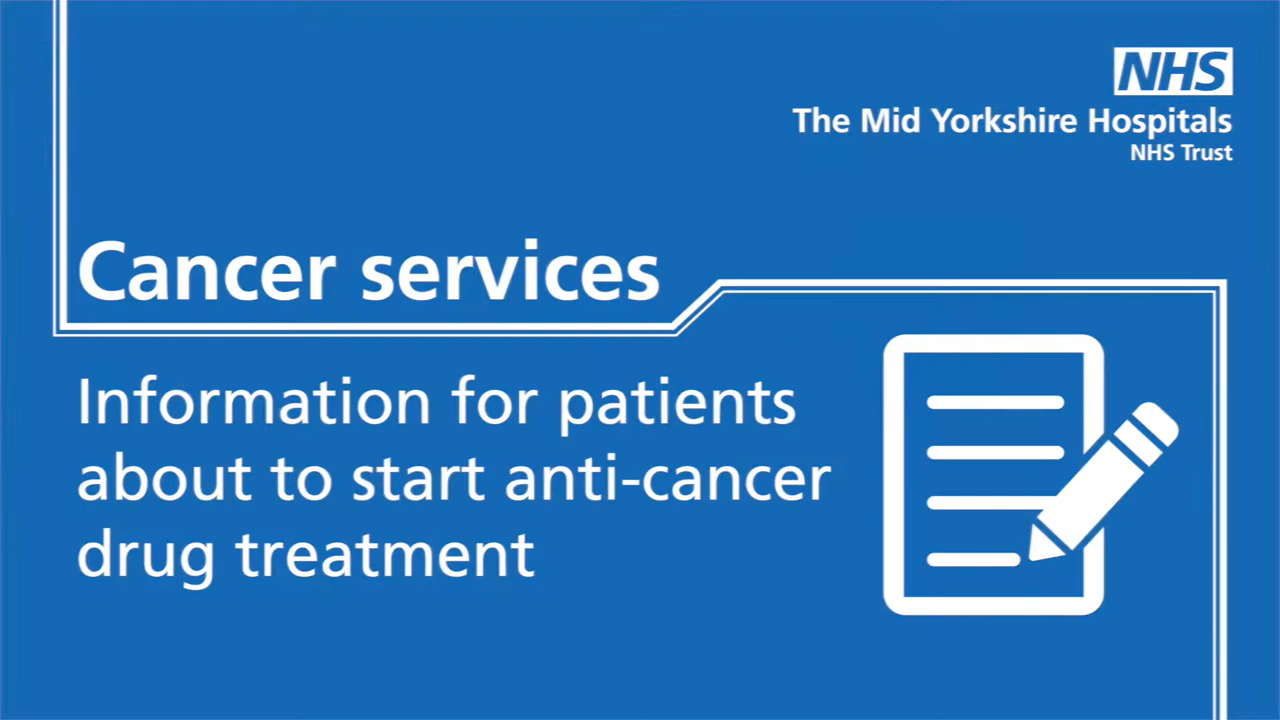 NHS
The Mid Yorkshire Hospitals
NHS Trust
Cancer services
Information for patients
about to start anti-cancer
drug treatment